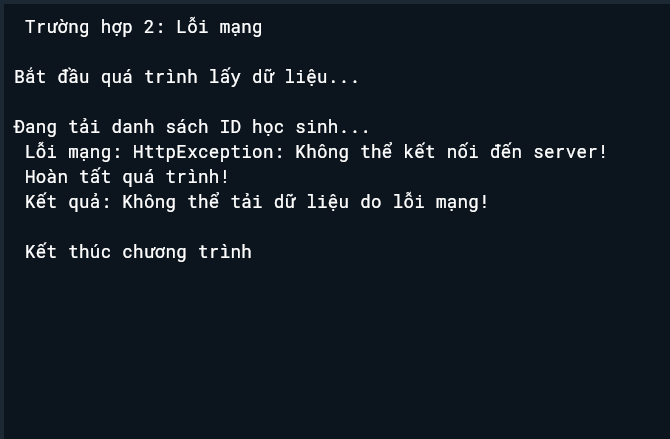 Trường hợp 2: Lỗi mạng
Bắt đầu quá trình lấy dữ liệu...
Đang tải danh sách ID học sinh...
Lỗi mạng: HttpException: Không thể kết nối đến server!
Hoàn tất quá trình!
Kết quả: Không thể tải dữ liệu do lỗi mạng!
Kết thúc chương trình